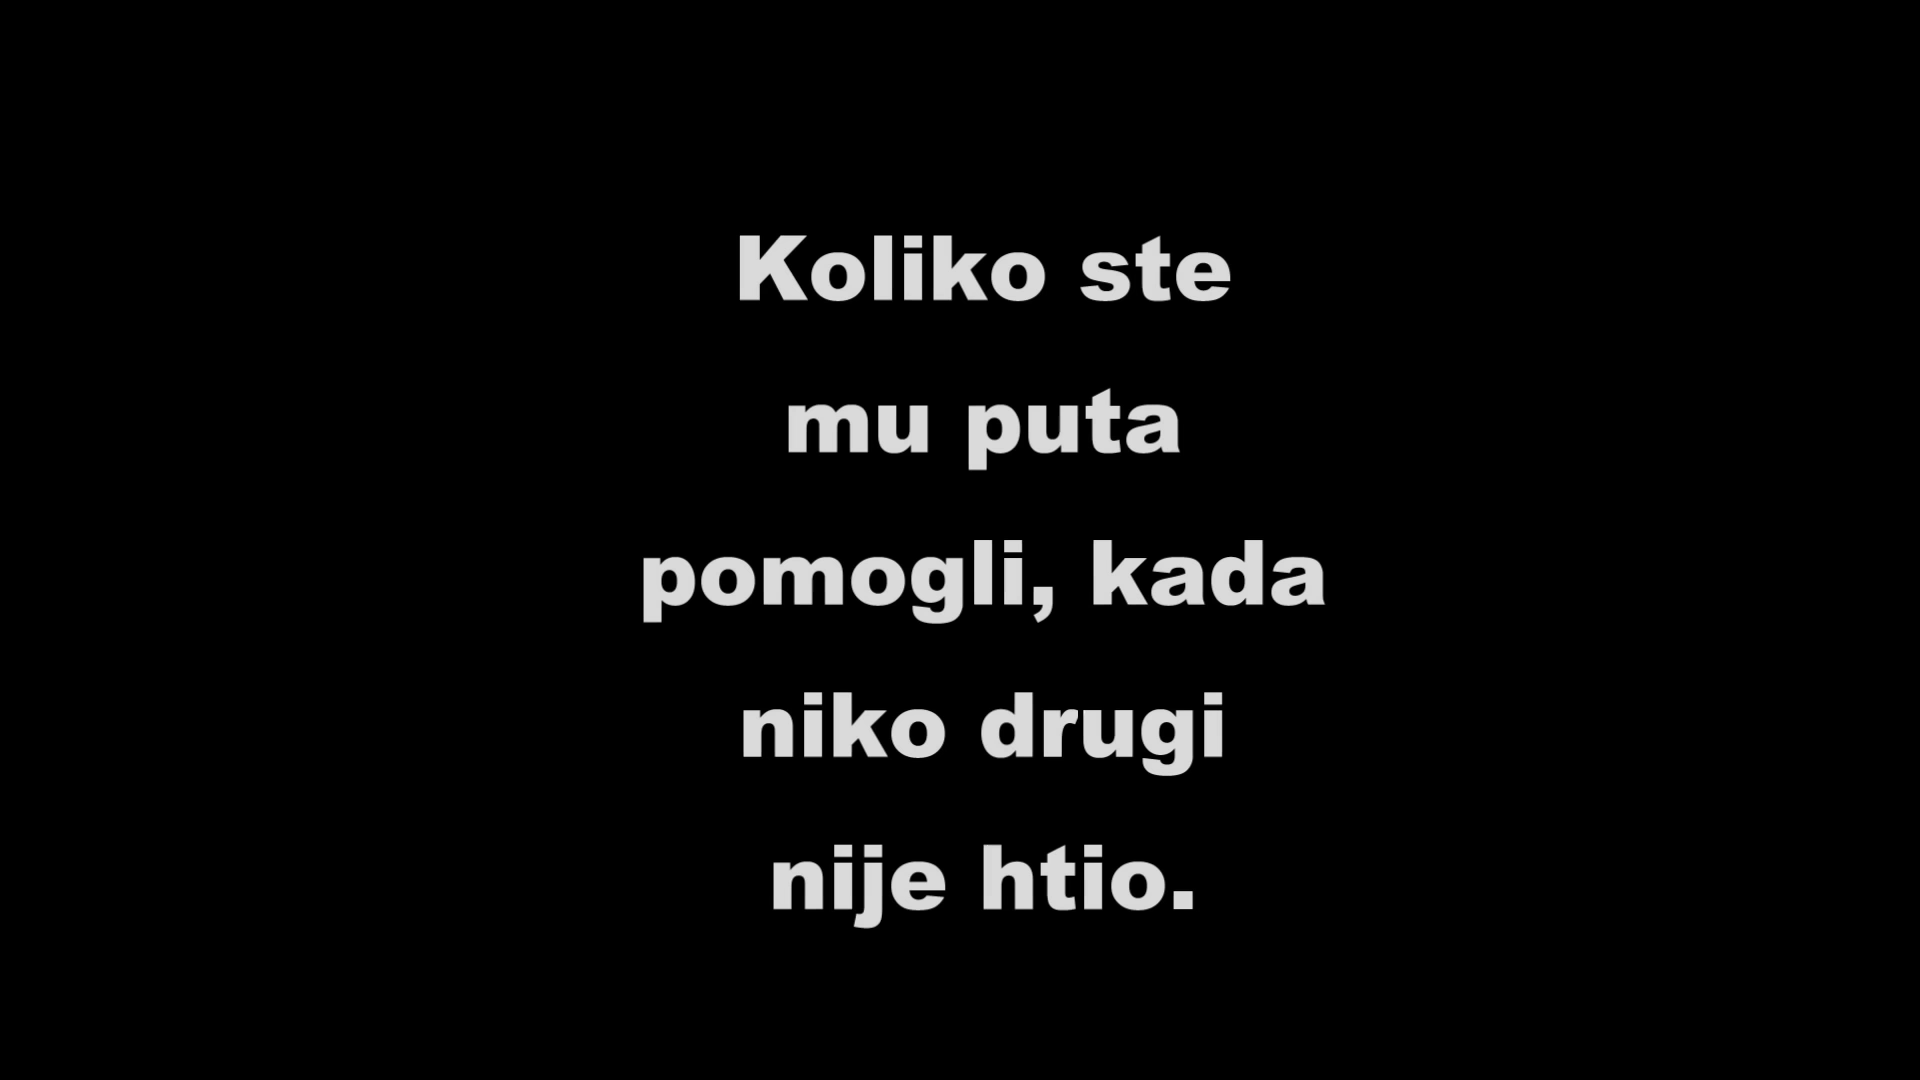 Koliko ste
mu puta
pomogli, kada
niko drugi
nije htio.